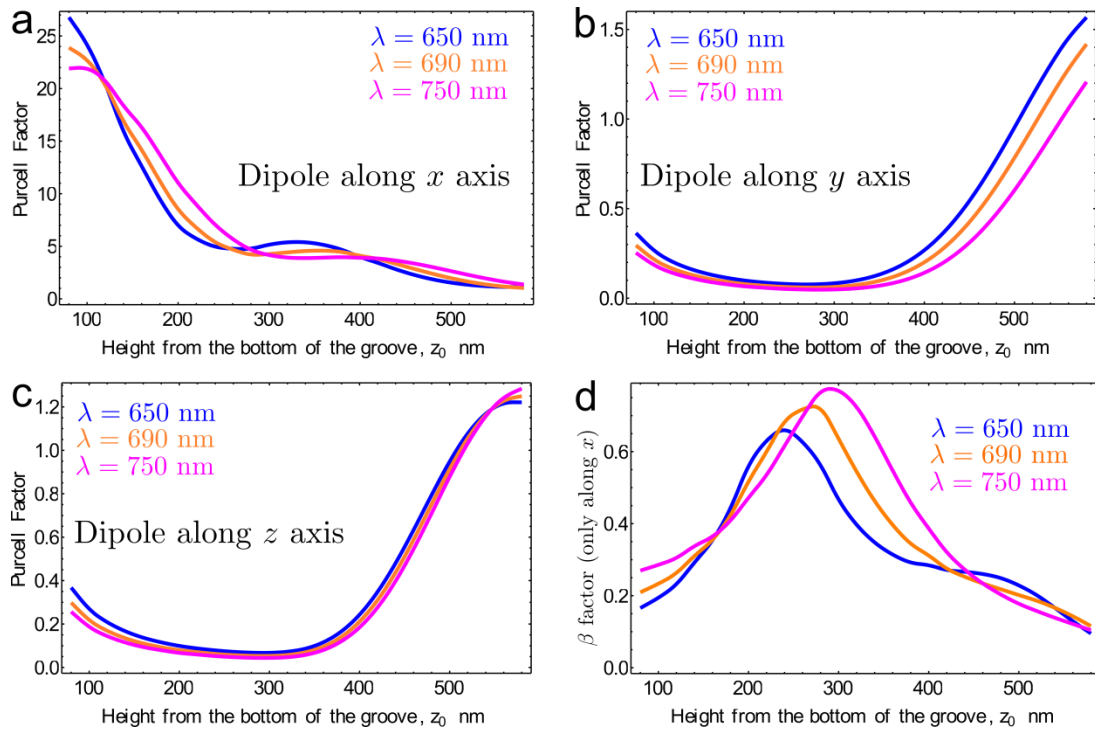 a
λ = 650 nm
λ = 690 nm
λ = 750 nm
Dipole along x axis
Purcell Factor
25
20
15
10
5
0
100 200 300 400 500
Height from the bottom of the groove, z₀ nm
b
λ = 650 nm
λ = 690 nm
λ = 750 nm
Dipole along y axis
Purcell Factor
1.5
1.0
0.5
0.0
100 200 300 400 500
Height from the bottom of the groove, z₀ nm
c
λ = 650 nm
λ = 690 nm
λ = 750 nm
Dipole along z axis
Purcell Factor
1.2
1.0
0.8
0.6
0.4
0.2
0.0
100 200 300 400 500
Height from the bottom of the groove, z₀ nm
d
λ = 650 nm
λ = 690 nm
λ = 750 nm
β factor (only along x)
0.6
0.4
0.2
0.0
100 200 300 400 500
Height from the bottom of the groove, z₀ nm